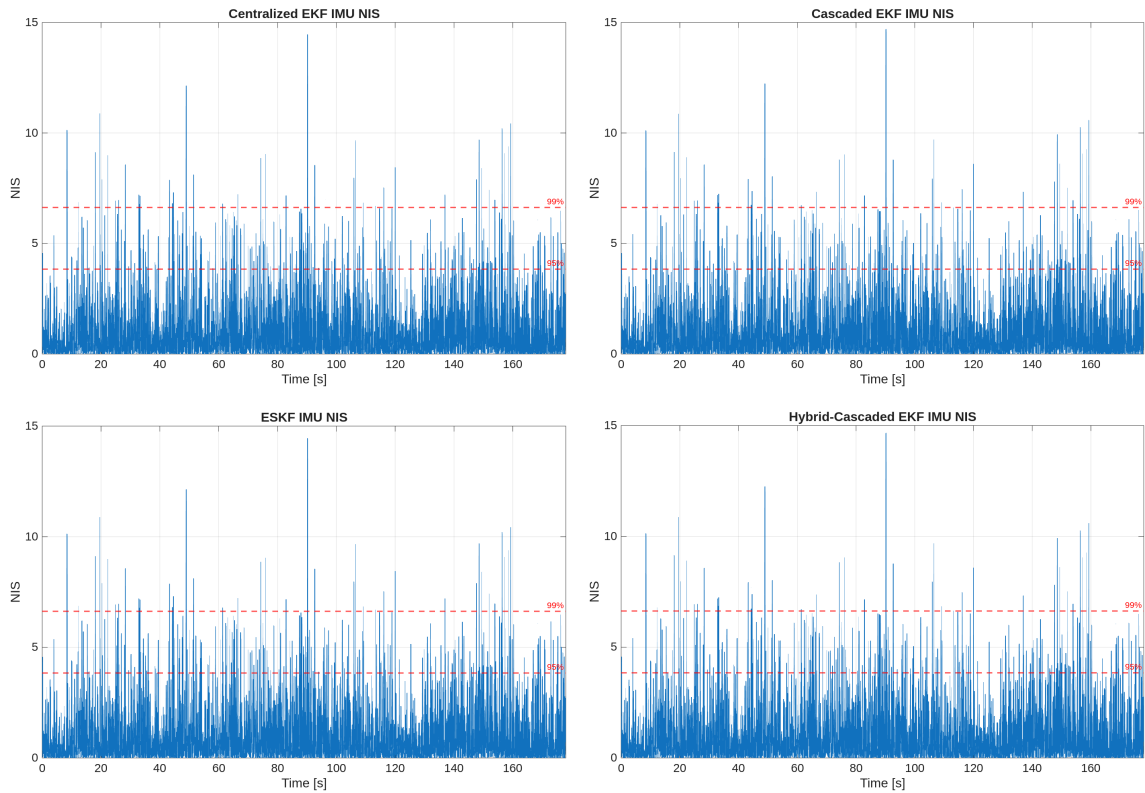 Centralized EKF IMU NIS
15
10
5
0
NIS
99%
95%
0 20 40 60 80 100 120 140 160
Time [s]
Cascaded EKF IMU NIS
15
10
5
0
NIS
99%
95%
0 20 40 60 80 100 120 140 160
Time [s]
ESKF IMU NIS
15
10
5
0
NIS
99%
95%
0 20 40 60 80 100 120 140 160
Time [s]
Hybrid-Cascaded EKF IMU NIS
15
10
5
0
NIS
99%
95%
0 20 40 60 80 100 120 140 160
Time [s]